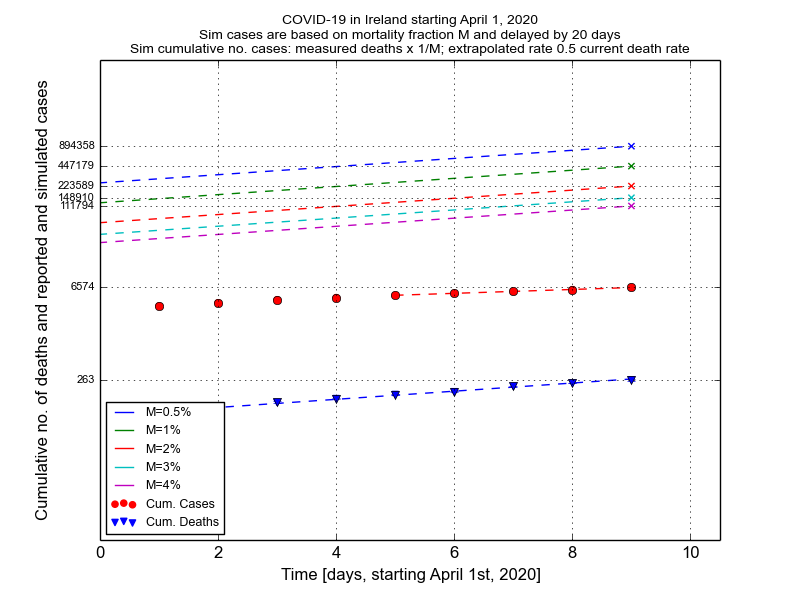 COVID-19 in Ireland starting April 1, 2020
Sim cases are based on mortality fraction M and delayed by 20 days
Sim cumulative no. cases: measured deaths x 1/M; extrapolated rate 0.5 current death rate
Cumulative no. of deaths and reported and simulated cases
894358
447179
223589
148910
111794
6574
263
M=0.5%
M=1%
M=2%
M=3%
M=4%
Cum. Cases
Cum. Deaths
0 2 4 6 8 10
Time [days, starting April 1st, 2020]